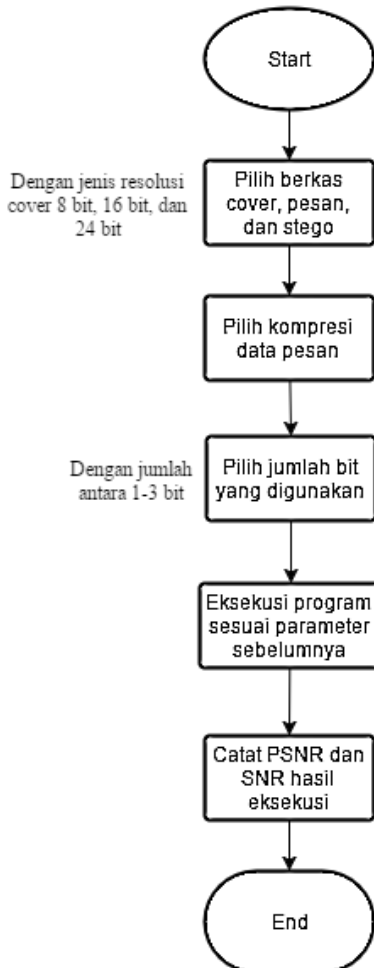 Start
Dengan jenis resolusi
cover 8 bit, 16 bit, dan
24 bit
Pilih berkas
cover, pesan,
dan stego
Pilih kompresi
data pesan
Dengan jumlah
antara 1-3 bit
Pilih jumlah bit
yang digunakan
Eksekusi program
sesuai parameter
sebelumnya
Catat PSNR dan
SNR hasil
eksekusi
End